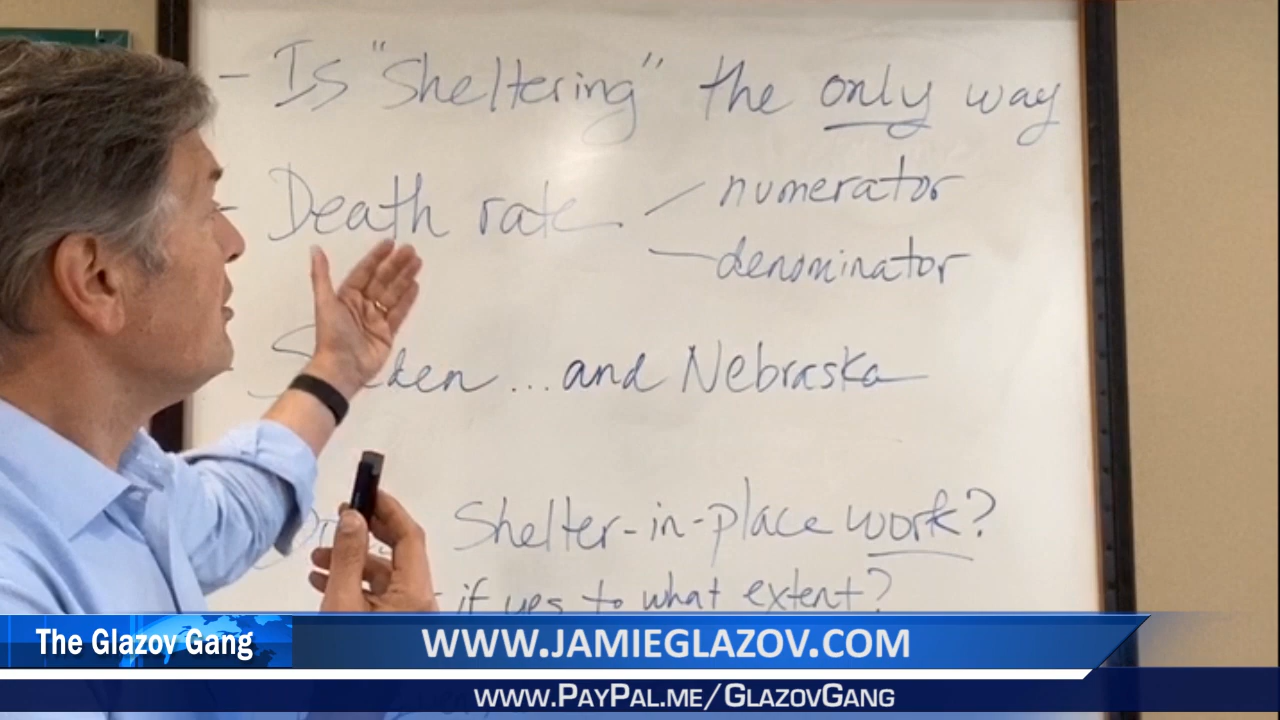 - Is "Sheltering" the only way
- Death rate
numerator
denominator
...and Nebraska
Shelter-in-place work?
- if yes to what extent?
The Glazov Gang
WWW.JAMIEGLAZOV.COM
WWW.PAYPAL.ME/GLAZOVGANG